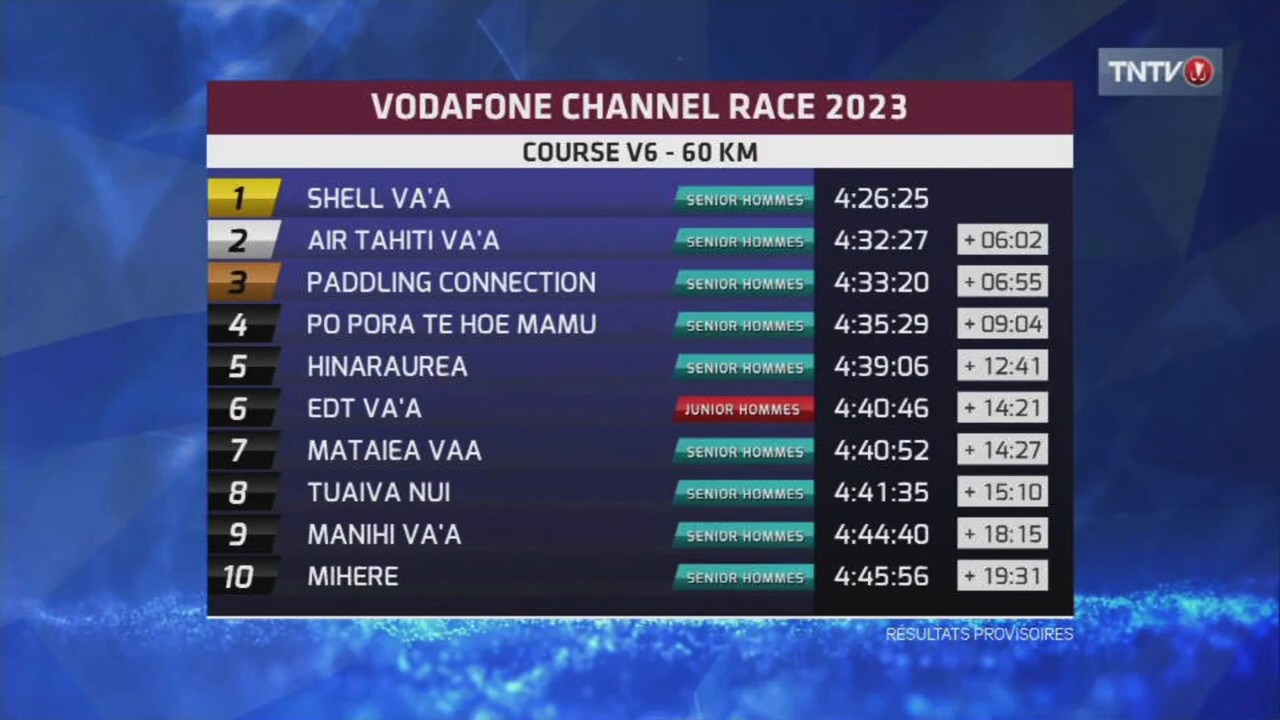 TNTV
VODAFONE CHANNEL RACE 2023
COURSE V6 - 60 KM
1 SHELL VA'A SENIOR HOMMES 4:26:25
2 AIR TAHITI VA'A SENIOR HOMMES 4:32:27 + 06:02
3 PADDLING CONNECTION SENIOR HOMMES 4:33:20 + 06:55
4 PO PORA TE HOE MAMU SENIOR HOMMES 4:35:29 + 09:04
5 HINARAUREA SENIOR HOMMES 4:39:06 + 12:41
6 EDT VA'A JUNIOR HOMMES 4:40:46 + 14:21
7 MATAIEA VAA SENIOR HOMMES 4:40:52 + 14:27
8 TUAIVA NUI SENIOR HOMMES 4:41:35 + 15:10
9 MANIHI VA'A SENIOR HOMMES 4:44:40 + 18:15
10 MIHERE SENIOR HOMMES 4:45:56 + 19:31
RÉSULTATS PROVISOIRES